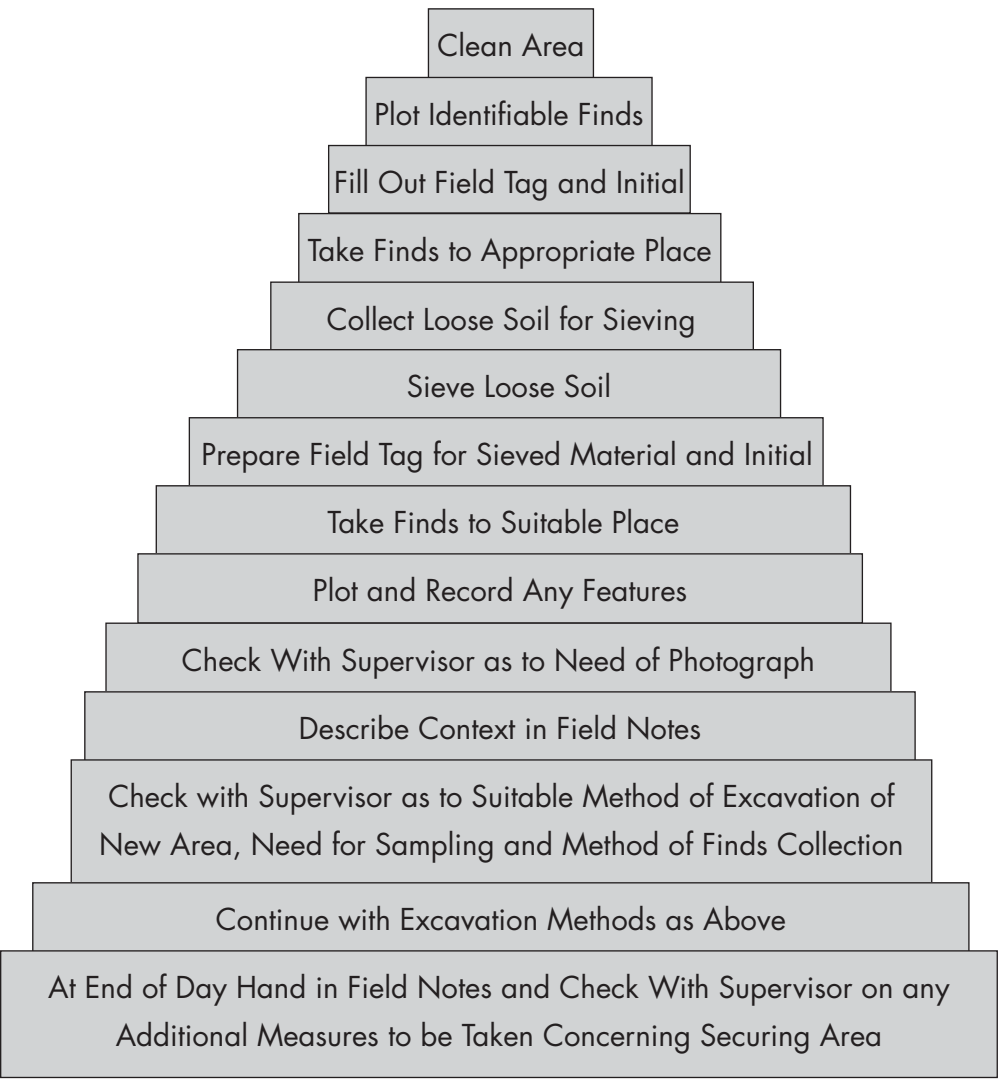 Clean Area
Plot Identifiable Finds
Fill Out Field Tag and Initial
Take Finds to Appropriate Place
Collect Loose Soil for Sieving
Sieve Loose Soil
Prepare Field Tag for Sieved Material and Initial
Take Finds to Suitable Place
Plot and Record Any Features
Check With Supervisor as to Need of Photograph
Describe Context in Field Notes
Check with Supervisor as to Suitable Method of Excavation of
New Area, Need for Sampling and Method of Finds Collection
Continue with Excavation Methods as Above
At End of Day Hand in Field Notes and Check With Supervisor on any
Additional Measures to be Taken Concerning Securing Area